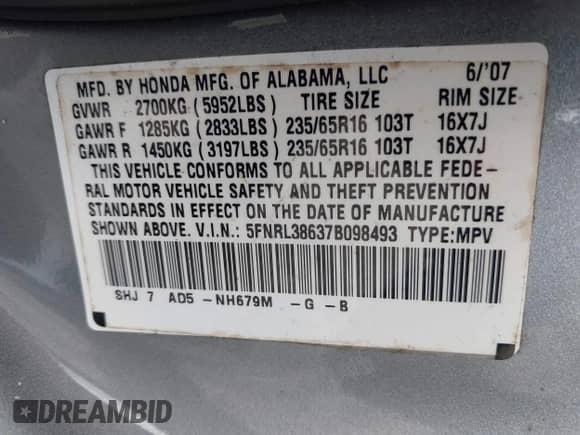 MFD. BY HONDA MFG. OF ALABAMA, LLC 6/'07
GVWR 2700KG (5952LBS) TIRE SIZE RIM SIZE
GAWR F 1285KG (2833LBS) 235/65R16 103T 16X7J
GAWR R 1450KG (3197LBS) 235/65R16 103T 16X7J
THIS VEHICLE CONFORMS TO ALL APPLICABLE FEDE-
RAL MOTOR VEHICLE SAFETY AND THEFT PREVENTION
STANDARDS IN EFFECT ON THE DATE OF MANUFACTURE
SHOWN ABOVE. V.I.N.: 5FNRL38637B098493 TYPE:MPV
SHJ 7 AD5 -NH679M -G -B
DREAMBID